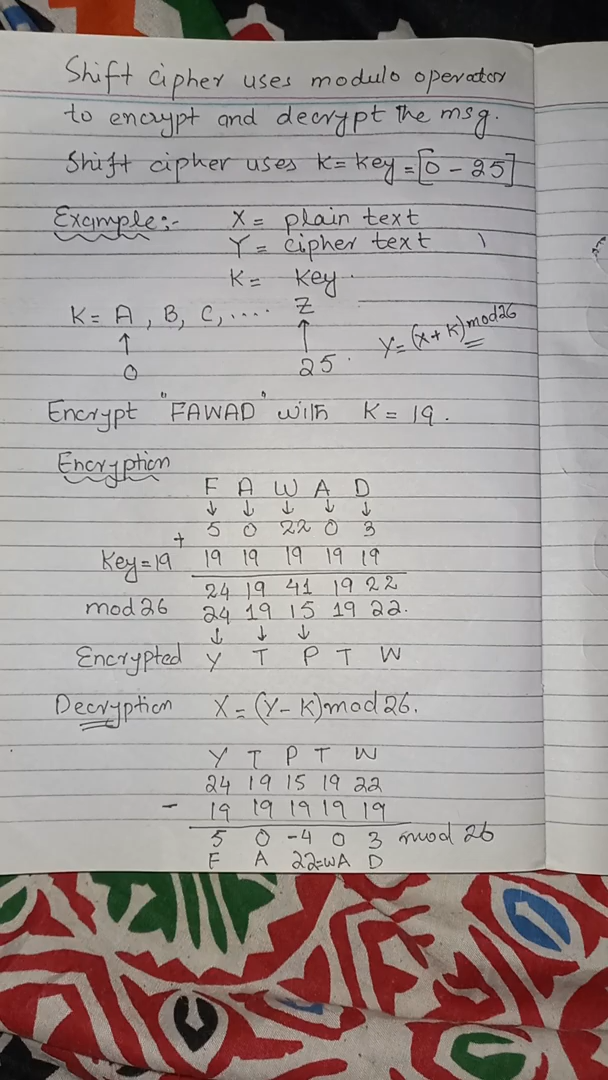 Shift cipher uses modulo operator
to encrypt and decrypt the msg.
Shift cipher uses K= Key =[0 - 25]
Example:- X = plain text
Y = cipher text
K = Key.
K = A, B, C, .... Z
↑ ↑
0 25.
Y=(X+K)mod26
Encrypt "FAWAD" with K = 19.
Encryption
F A W A D
↓ ↓ ↓ ↓ ↓
+ 5 0 22 0 3
Key=19 19 19 19 19 19
24 19 41 19 22
mod 26 24 19 15 19 22.
↓ ↓ ↓
Encrypted Y T P T W
Decryption X = (Y-K)mod 26.
Y T P T W
24 19 15 19 22
- 19 19 19 19 19
5 0 -4 0 3 mod 26
F A 22=W A D